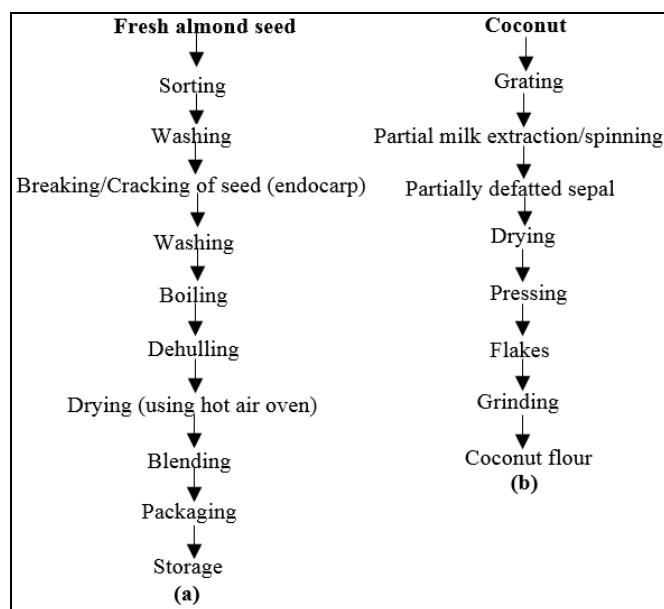 Fresh almond seed
Sorting
Washing
Breaking/Cracking of seed (endocarp)
Washing
Boiling
Dehulling
Drying (using hot air oven)
Blending
Packaging
Storage
(a)
Coconut
Grating
Partial milk extraction/spinning
Partially defatted sepal
Drying
Pressing
Flakes
Grinding
Coconut flour
(b)